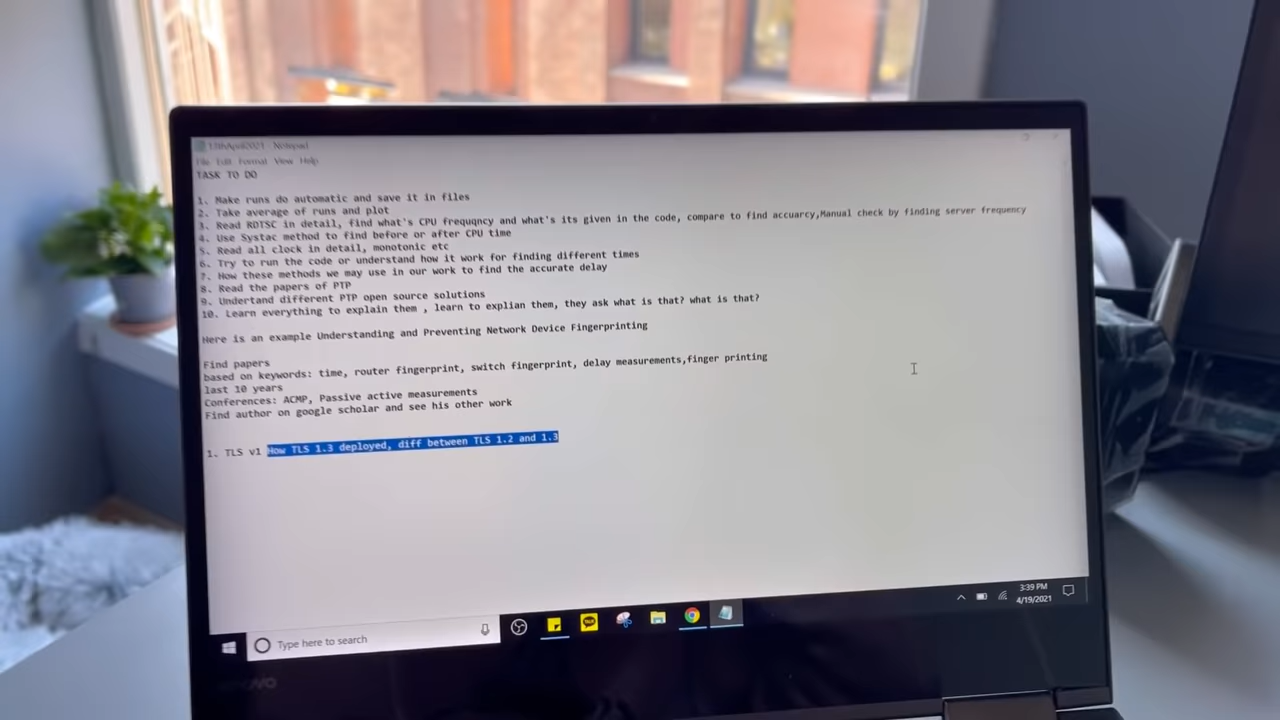 13thApril2021 - Notepad
File Edit Format View Help
TASK TO DO
1. Make runs do automatic and save it in files
2. Take average of runs and plot
3. Read RDTSC in detail, find what's CPU frequqncy and what's its given in the code, compare to find accuarcy,Manual check by finding server frequency
4. Use Systac method to find before or after CPU time
5. Read all clock in detail, monotonic etc
6. Try to run the code or understand how it work for finding different times
7. How these methods we may use in our work to find the accurate delay
8. Read the papers of PTP
9. Undertand different PTP open source solutions
10. Learn everything to explain them , learn to explian them, they ask what is that? what is that?
Here is an example Understanding and Preventing Network Device Fingerprinting
Find papers
based on keywords: time, router fingerprint, switch fingerprint, delay measurements,finger printing
last 10 years
Conferences: ACMP, Passive active measurements
Find author on google scholar and see his other work
1. TLS v1 How TLS 1.3 deployed, diff between TLS 1.2 and 1.3
3:39 PM
4/19/2021
Type here to search
TALK
Lenovo